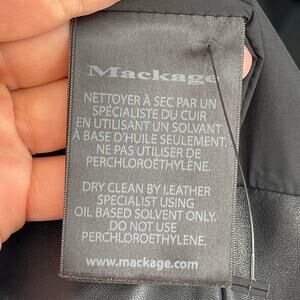 Mackage
NETTOYER À SEC PAR UN
SPÉCIALISTE DU CUIR
EN UTILISANT UN SOLVANT
À BASE D'HUILE SEULEMENT.
NE PAS UTILISER DE
PERCHLOROÉTHYLÈNE.
DRY CLEAN BY LEATHER
SPECIALIST USING
OIL BASED SOLVENT ONLY.
DO NOT USE
PERCHLOROETHYLENE.
www.mackage.com